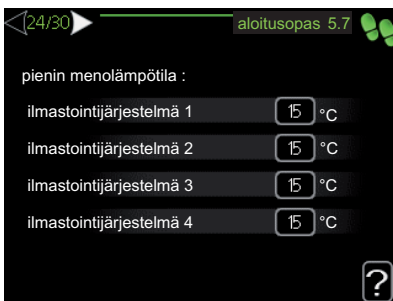 24/30
aloitusopas 5.7
pienin menolämpötila :
ilmastointijärjestelmä 1 15 °C
ilmastointijärjestelmä 2 15 °C
ilmastointijärjestelmä 3 15 °C
ilmastointijärjestelmä 4 15 °C
?